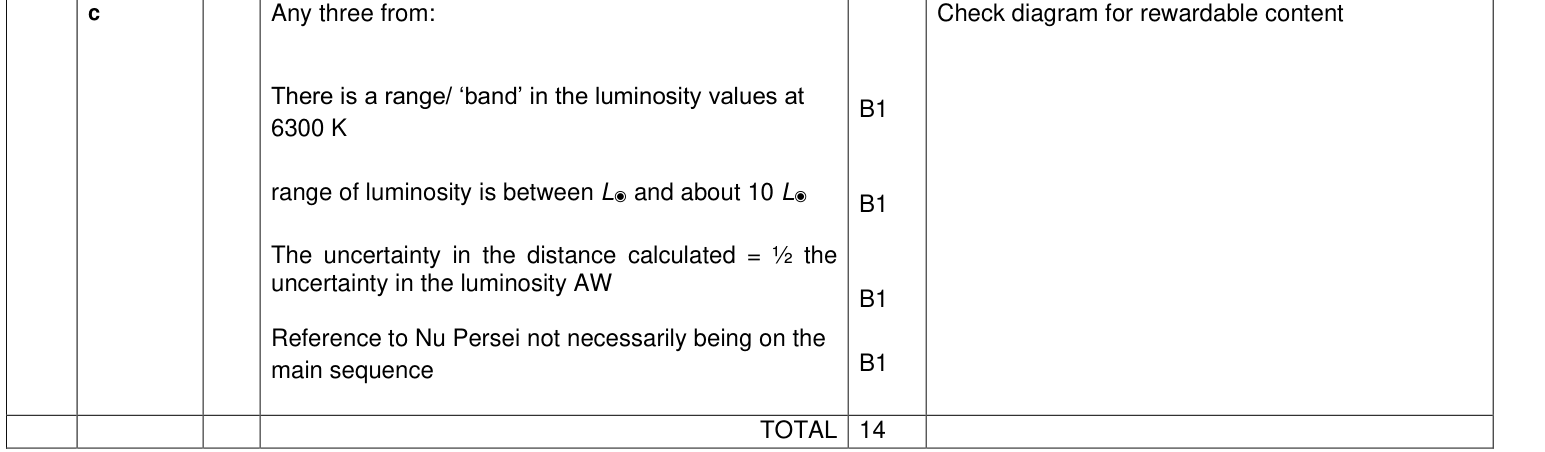 c Any three from: Check diagram for rewardable content
There is a range/ ‘band’ in the luminosity values at
6300 K
B1
range of luminosity is between L◉ and about 10 L◉
B1
The uncertainty in the distance calculated = ½ the
uncertainty in the luminosity AW
B1
Reference to Nu Persei not necessarily being on the
main sequence
B1
TOTAL 14